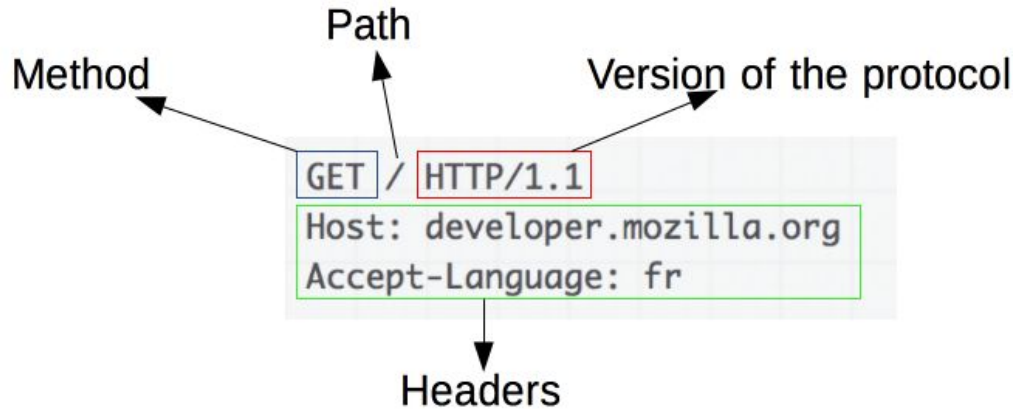 Path
Method
Version of the protocol
GET / HTTP/1.1
Host: developer.mozilla.org
Accept-Language: fr
Headers